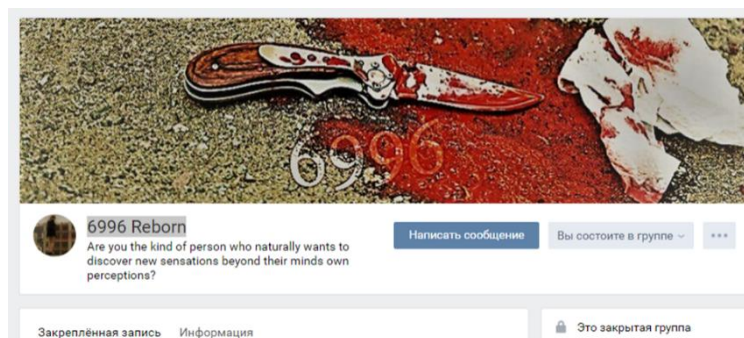 6996
6996 Reborn
Are you the kind of person who naturally wants to
discover new sensations beyond their minds own
perceptions?
Написать сообщение
Вы состоите в группе
Закреплённая запись Информация
Это закрытая группа